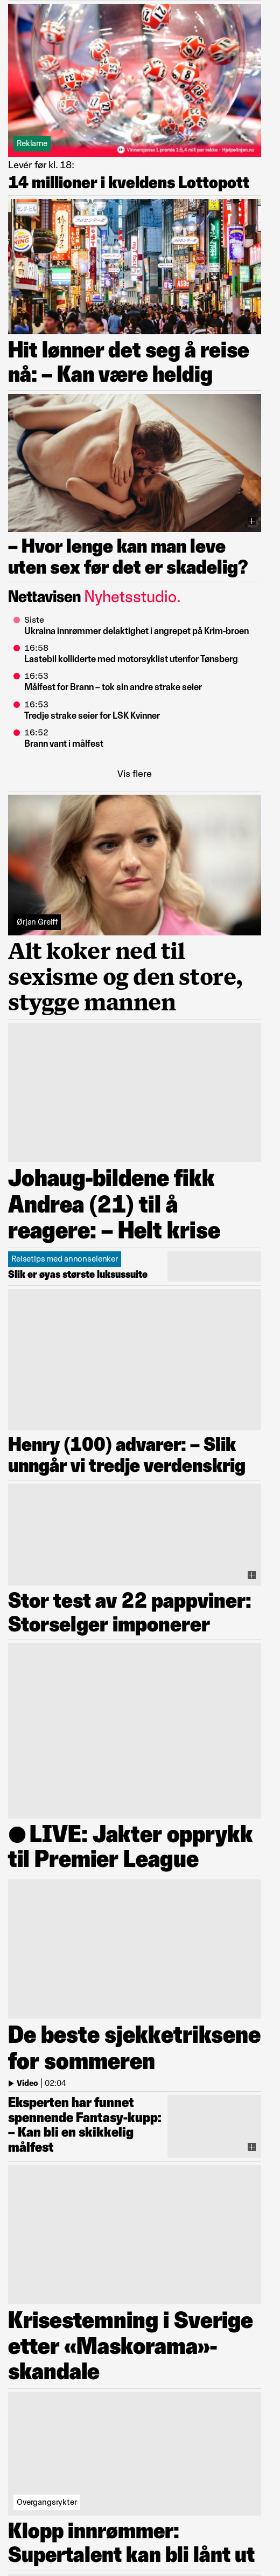 Reklame
Vinnersjanse 1.premie 1:5,4 mill per rekke - Hjelpelinjen.no
Levér før kl. 18:
14 millioner i kveldens Lottopott
Hit lønner det seg å reise
nå: – Kan være heldig
– Hvor lenge kan man leve
uten sex før det er skadelig?
Nettavisen Nyhetsstudio.
Siste
Ukraina innrømmer delaktighet i angrepet på Krim-broen
16:58
Lastebil kolliderte med motorsyklist utenfor Tønsberg
16:53
Målfest for Brann – tok sin andre strake seier
16:53
Tredje strake seier for LSK Kvinner
16:52
Brann vant i målfest
Vis flere
Ørjan Greiff
Alt koker ned til
sexisme og den store,
stygge mannen
Johaug-bildene fikk
Andrea (21) til å
reagere: – Helt krise
Reisetips med annonselenker
Slik er øyas største luksussuite
Henry (100) advarer: – Slik
unngår vi tredje verdenskrig
Stor test av 22 pappviner:
Storselger imponerer
● LIVE: Jakter opprykk
til Premier League
De beste sjekketriksene
for sommeren
Video | 02:04
Eksperten har funnet
spennende Fantasy-kupp:
– Kan bli en skikkelig
målfest
Krisestemning i Sverige
etter «Maskorama»-
skandale
Overgangsrykter
Klopp innrømmer:
Supertalent kan bli lånt ut